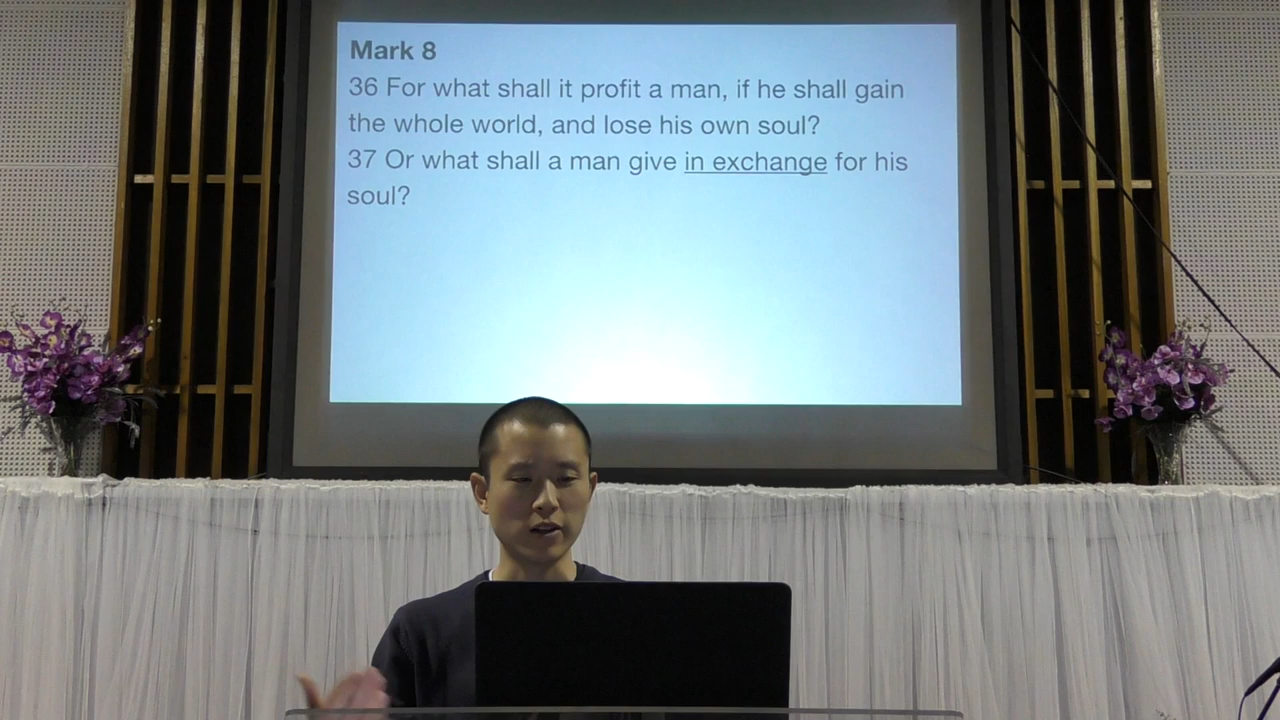 Mark 8
36 For what shall it profit a man, if he shall gain
the whole world, and lose his own soul?
37 Or what shall a man give in exchange for his
soul?